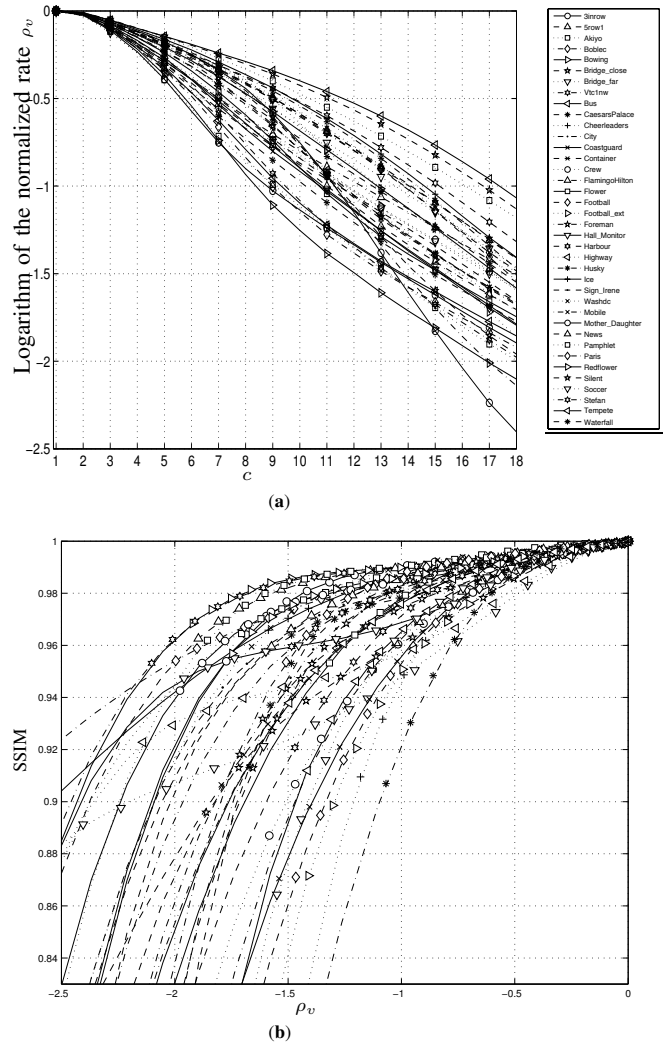 0
−0.5
−1
−1.5
−2
−2.5
Logarithm of the normalized rate ρv
1 2 3 4 5 6 7 8 9 10 11 12 13 14 15 16 17 18
c
3inrow
5row1
Akiyo
Boblec
Bowing
Bridge_close
Bridge_far
Vtc1nw
Bus
CaesarsPalace
Cheerleaders
City
Coastguard
Container
Crew
FlamingoHilton
Flower
Football
Football_ext
Foreman
Hall_Monitor
Harbour
Highway
Husky
Ice
Sign_Irene
Washdc
Mobile
Mother_Daughter
News
Pamphlet
Paris
Redflower
Silent
Soccer
Stefan
Tempete
Waterfall
(a)
1
0.98
0.96
0.94
0.92
0.9
0.88
0.86
0.84
SSIM
−2.5 −2 −1.5 −1 −0.5 0
ρv
(b)